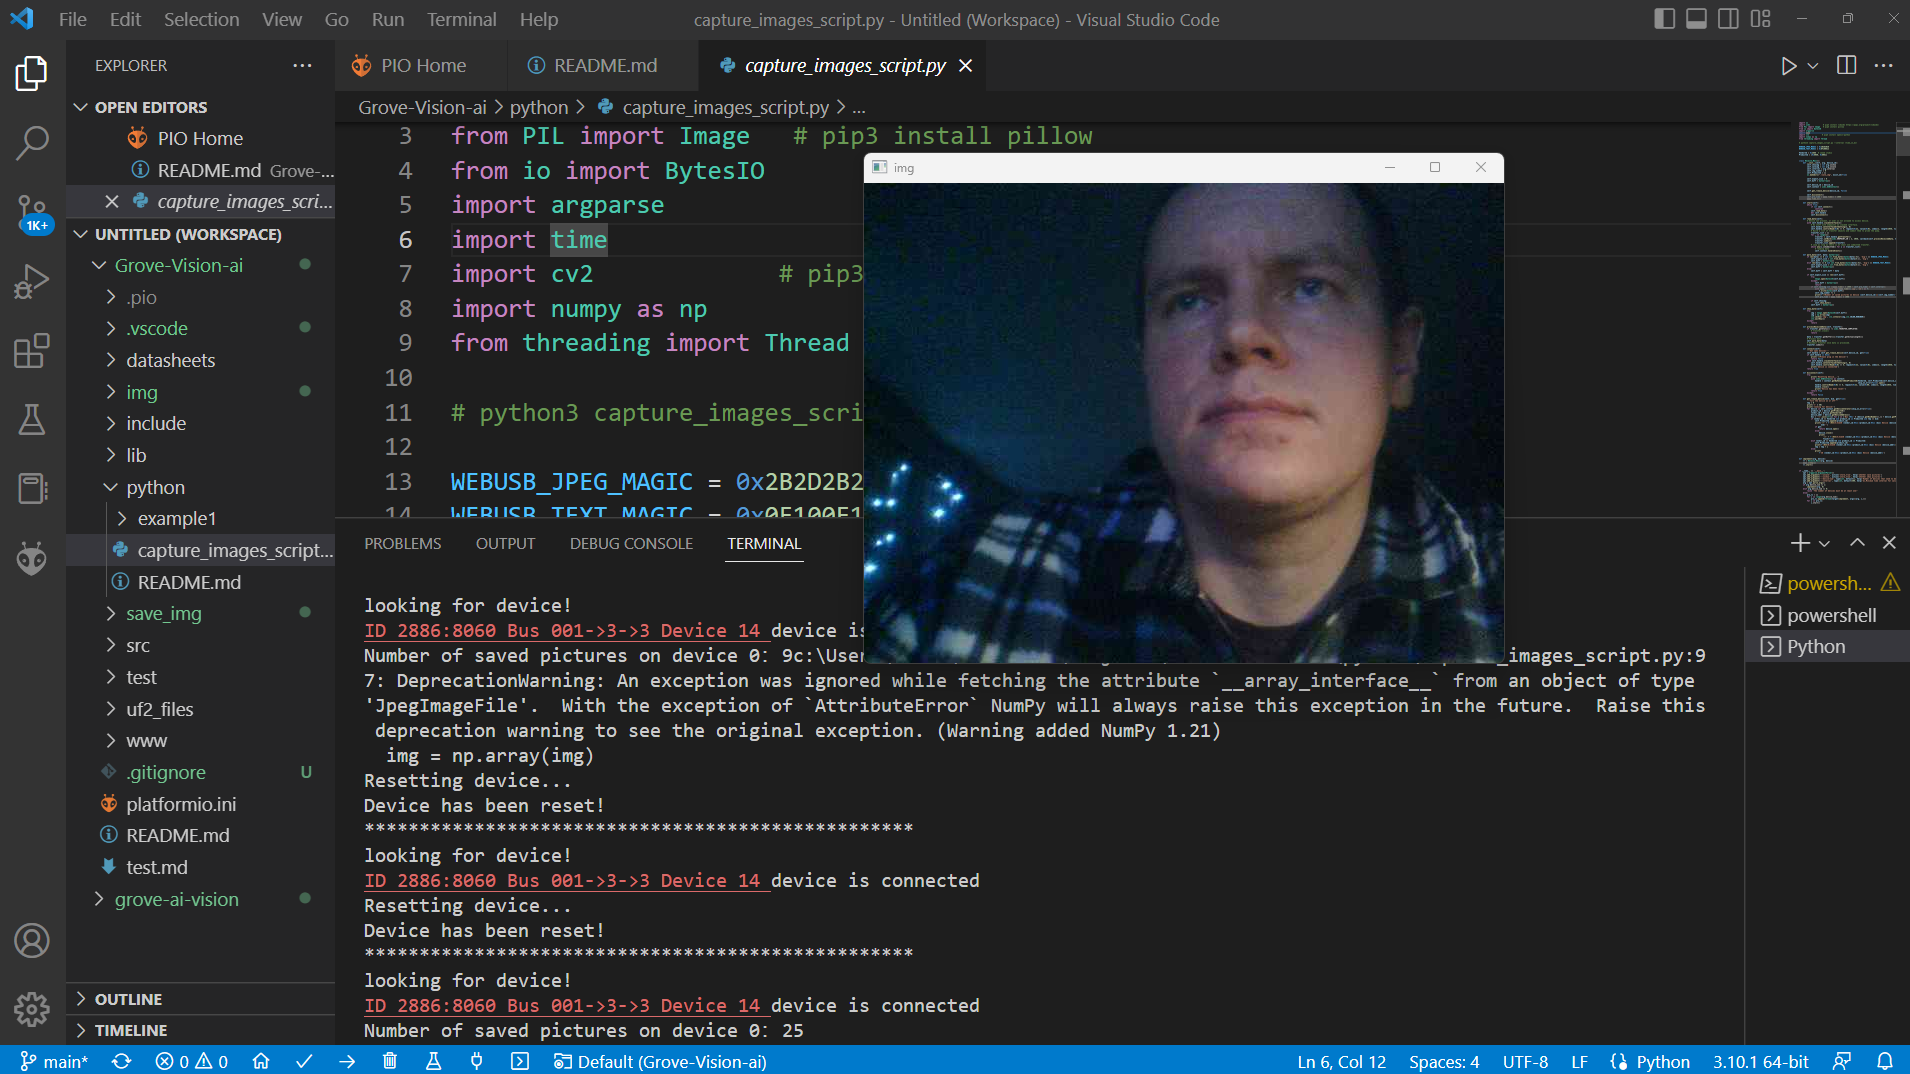 File Edit Selection View Go Run Terminal Help
capture_images_script.py - Untitled (Workspace) - Visual Studio Code
EXPLORER
OPEN EDITORS
PIO Home
README.md Grove-...
capture_images_scri...
1K+
UNTITLED (WORKSPACE)
Grove-Vision-ai
.pio
.vscode
datasheets
img
include
lib
python
example1
capture_images_script...
README.md
save_img
src
test
uf2_files
www
.gitignore U
platformio.ini
README.md
test.md
grove-ai-vision
OUTLINE
TIMELINE
PIO Home
README.md
capture_images_script.py
Grove-Vision-ai > python > capture_images_script.py > ...
3 from PIL import Image # pip3 install pillow
4 from io import BytesIO
5 import argparse
6 import time
7 import cv2 # pip3
8 import numpy as np
9 from threading import Thread
10
11 # python3 capture_images_scri
12
13 WEBUSB_JPEG_MAGIC = 0x2B2D2B2
14 WEBUSB_TEXT_MAGIC = 0x0F100E1
img
PROBLEMS OUTPUT DEBUG CONSOLE TERMINAL
looking for device!
ID 2886:8060 Bus 001->3->3 Device 14 device is
Number of saved pictures on device 0: 9c:\User _images_script.py:9
7: DeprecationWarning: An exception was ignored while fetching the attribute `__array_interface__` from an object of type
'JpegImageFile'.  With the exception of `AttributeError` NumPy will always raise this exception in the future.  Raise this
deprecation warning to see the original exception. (Warning added NumPy 1.21)
img = np.array(img)
Resetting device...
Device has been reset!
**************************************************
looking for device!
ID 2886:8060 Bus 001->3->3 Device 14 device is connected
Resetting device...
Device has been reset!
**************************************************
looking for device!
ID 2886:8060 Bus 001->3->3 Device 14 device is connected
Number of saved pictures on device 0: 25
powersh...
powershell
Python
main* 0 0 Default (Grove-Vision-ai)
Ln 6, Col 12 Spaces: 4 UTF-8 LF Python 3.10.1 64-bit